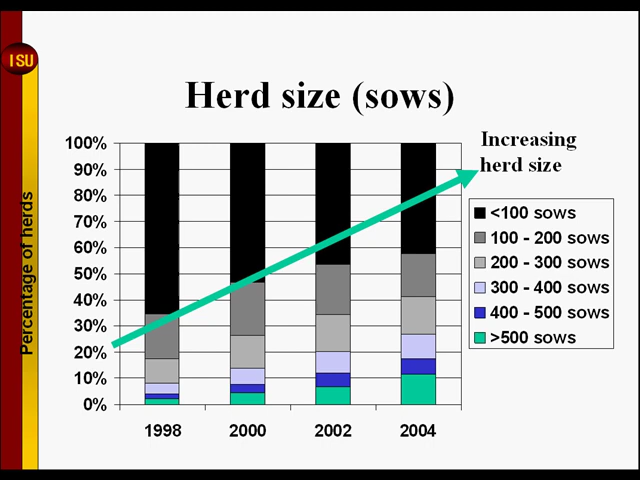 ISU
Herd size (sows)
Increasing
herd size
Percentage of herds
100%
90%
80%
70%
60%
50%
40%
30%
20%
10%
0%
1998
2000
2002
2004
<100 sows
100 - 200 sows
200 - 300 sows
300 - 400 sows
400 - 500 sows
>500 sows